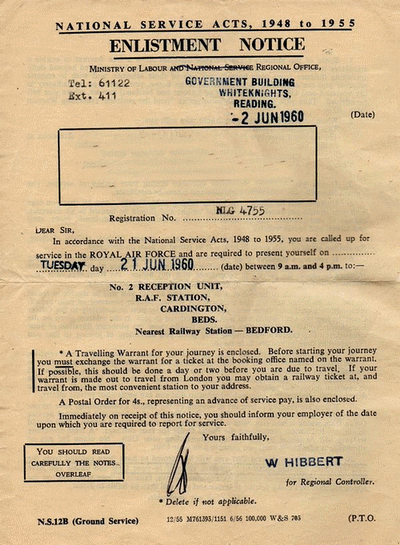 NATIONAL SERVICE ACTS, 1948 to 1955
ENLISTMENT NOTICE
MINISTRY OF LABOUR AND NATIONAL SERVICE REGIONAL OFFICE,
Tel: 61122
Ext. 411
GOVERNMENT BUILDING
WHITEKNIGHTS,
READING.
-2 JUN 1960
(Date)
Registration No. NLG 4755
DEAR SIR,
In accordance with the National Service Acts, 1948 to 1955, you are called up for
service in the ROYAL AIR FORCE and are required to present yourself on
TUESDAY day 21 JUN 1960 (date) between 9 a.m. and 4 p.m. to:—
No. 2 RECEPTION UNIT,
R.A.F. STATION,
CARDINGTON,
BEDS.
Nearest Railway Station — BEDFORD.
* A Travelling Warrant for your journey is enclosed. Before starting your journey
you must exchange the warrant for a ticket at the booking office named on the warrant.
If possible, this should be done a day or two before you are due to travel. If your
warrant is made out to travel from London you may obtain a railway ticket at, and
travel from, the most convenient station to your address.
A Postal Order for 4s., representing an advance of service pay, is also enclosed.
Immediately on receipt of this notice, you should inform your employer of the date
upon which you are required to report for service.
Yours faithfully,
YOU SHOULD READ
CAREFULLY THE NOTES
OVERLEAF
W HIBBERT
for Regional Controller.
* Delete if not applicable.
N.S.12B (Ground Service)
12/55 M761393/1151 6/56 100,000 W&S 705
(P.T.O.